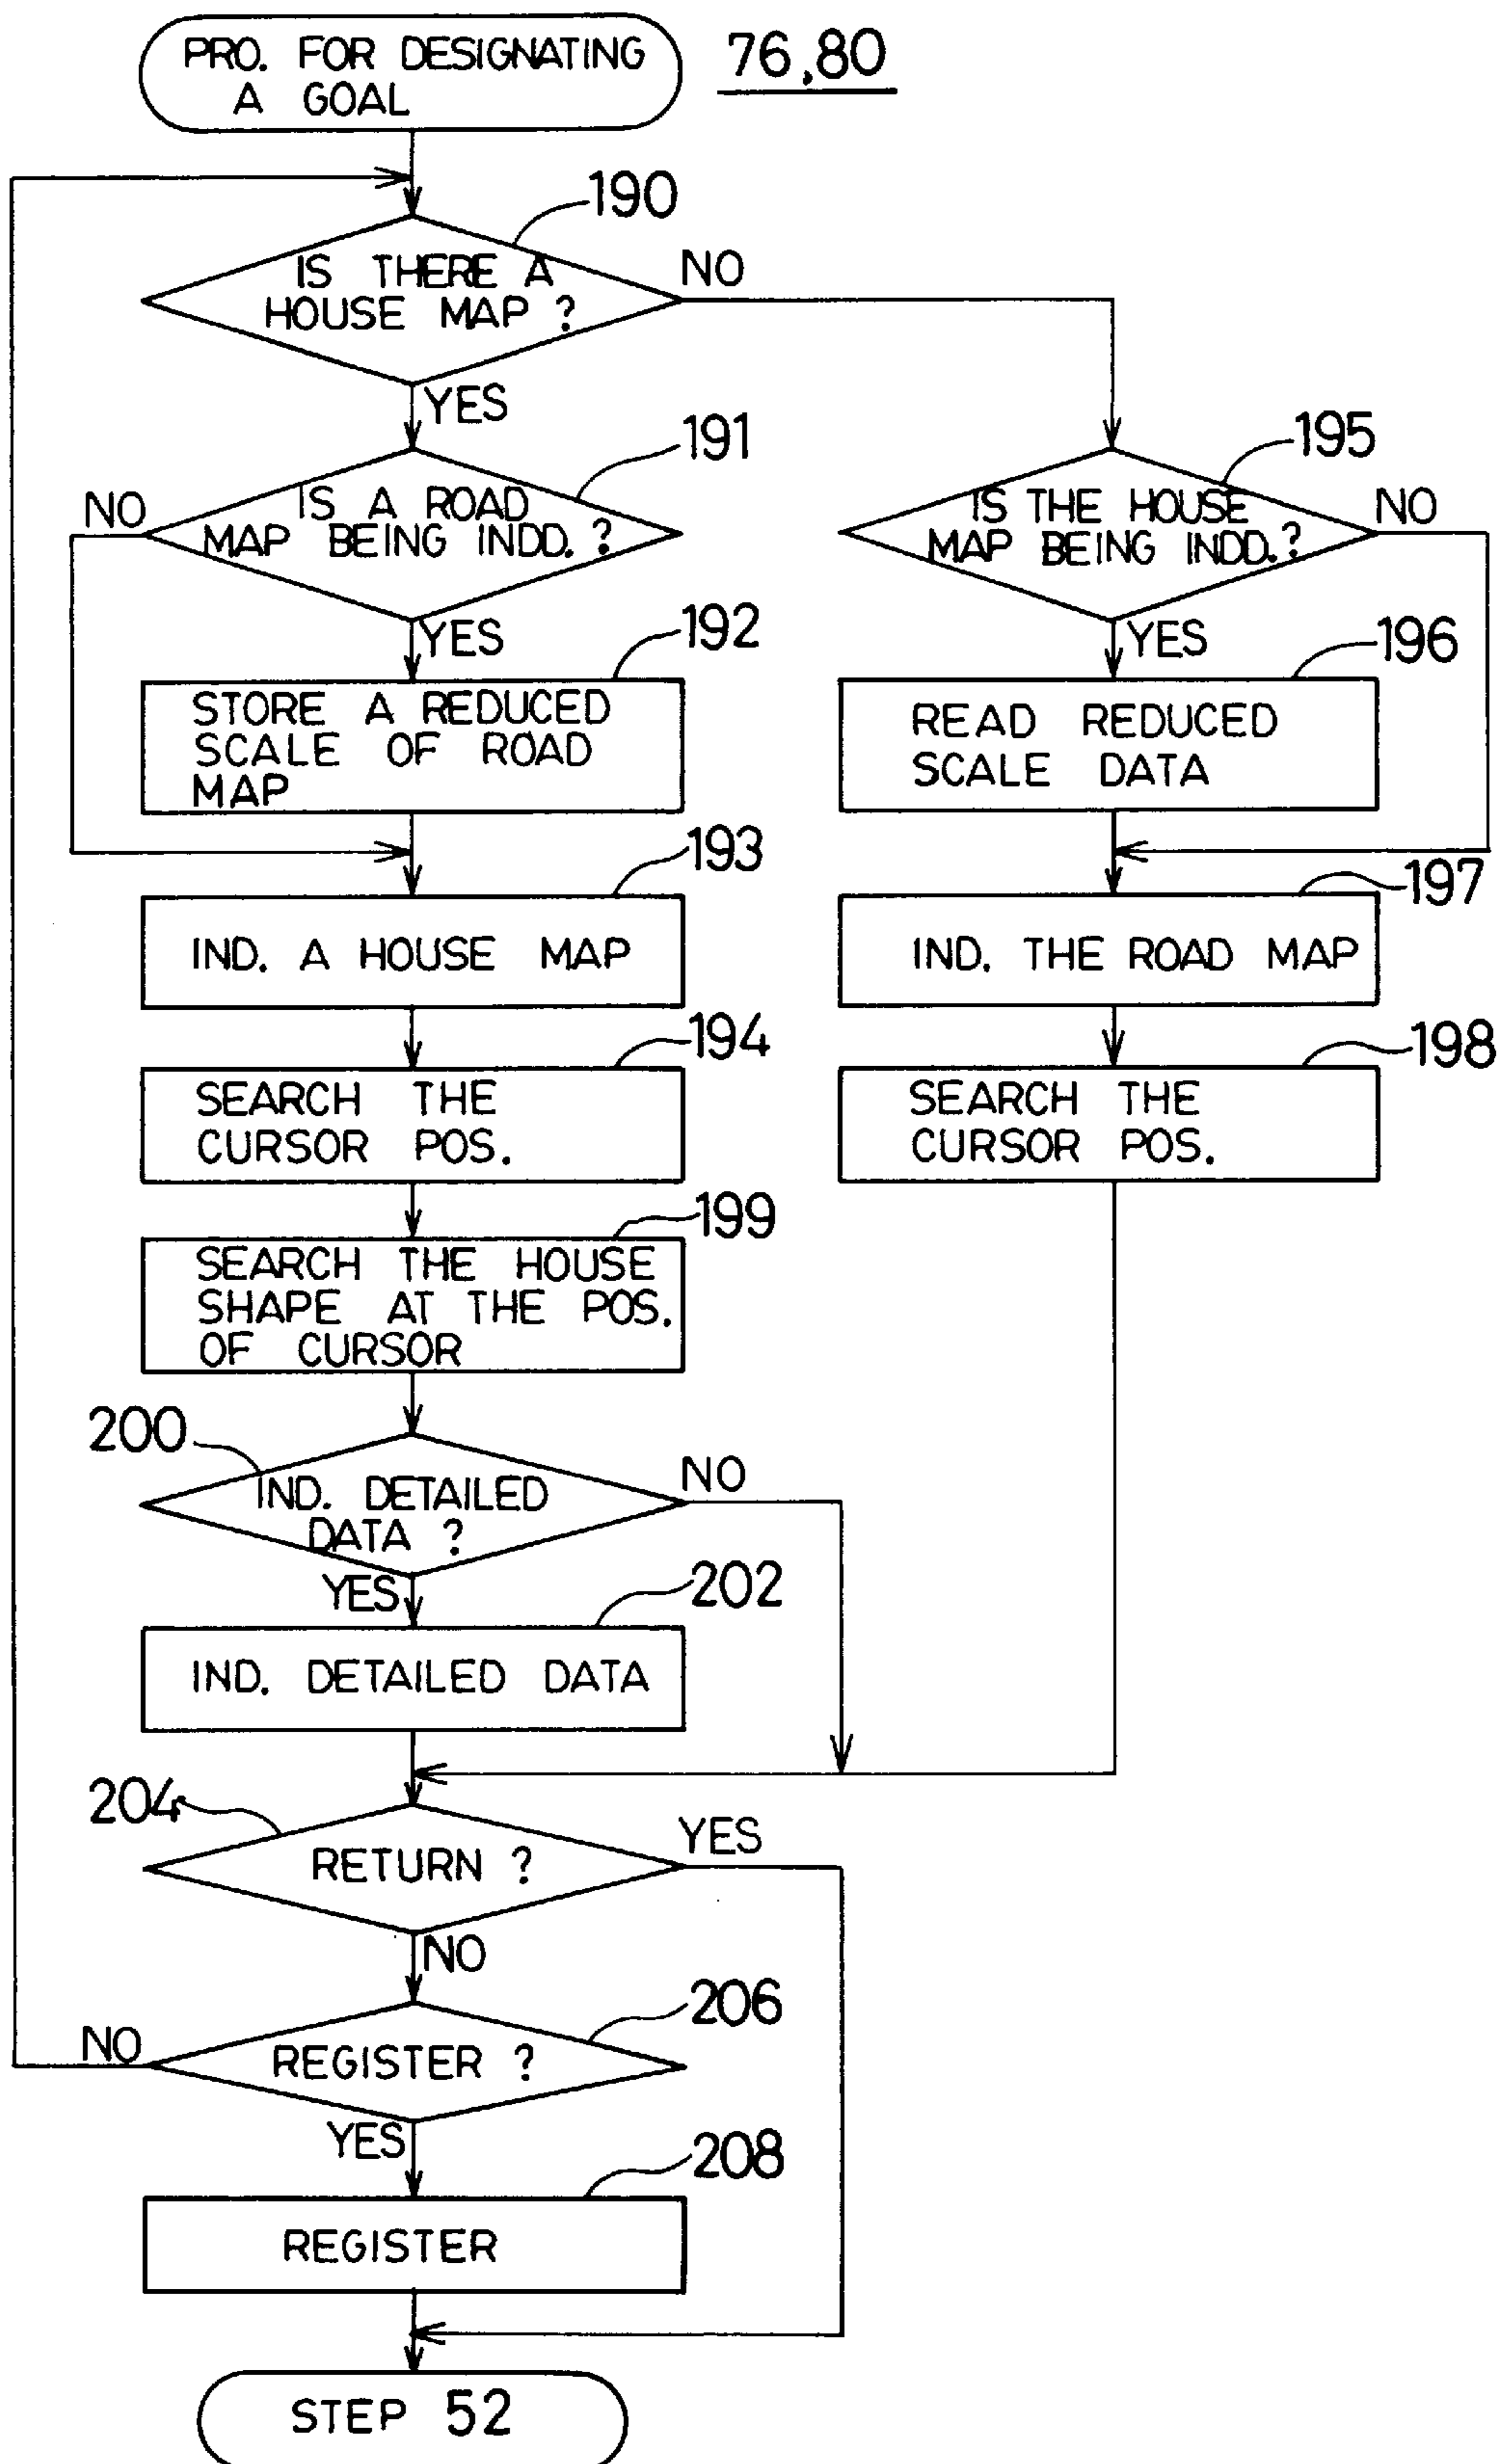 PRO. FOR DESIGNATING
A GOAL
76,80
190
IS THERE A
HOUSE MAP ?
NO
YES
191
IS A ROAD
MAP BEING INDD. ?
NO
YES
192
STORE A REDUCED
SCALE OF ROAD
MAP
195
IS THE HOUSE
MAP BEING INDD. ?
NO
YES
196
READ REDUCED
SCALE DATA
193
IND. A HOUSE MAP
197
IND. THE ROAD MAP
194
SEARCH THE
CURSOR POS.
198
SEARCH THE
CURSOR POS.
199
SEARCH THE HOUSE
SHAPE AT THE POS.
OF CURSOR
200
IND. DETAILED
DATA ?
NO
YES
202
IND. DETAILED DATA
204
RETURN ?
YES
NO
206
REGISTER ?
NO
YES
208
REGISTER
STEP 52